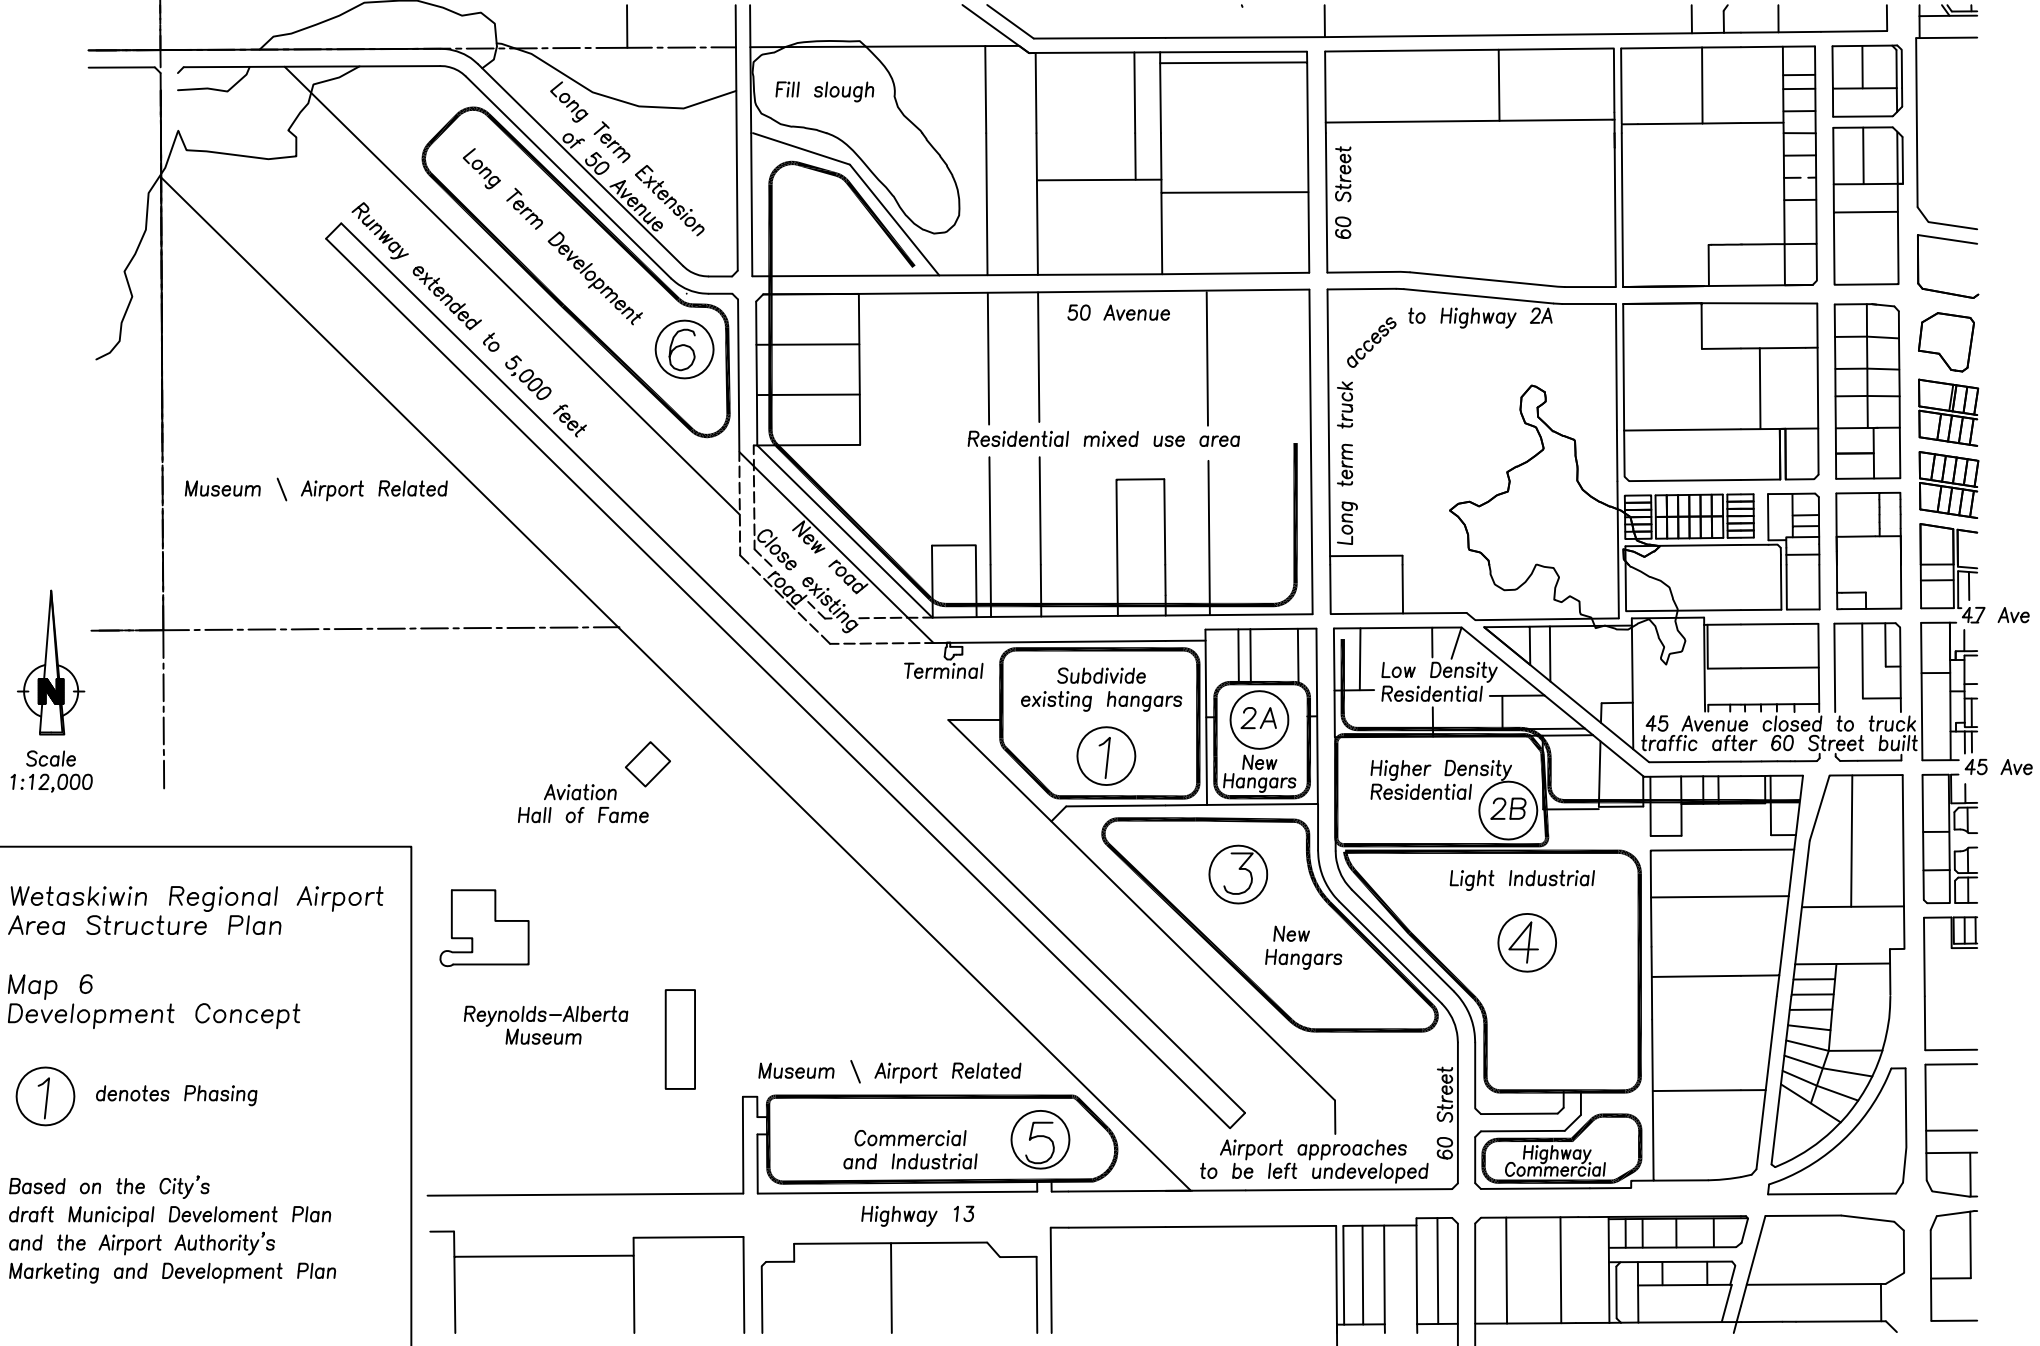 Fill slough
Long Term Extension
of 50 Avenue
Long Term Development
6
Runway extended to 5,000 feet
60 Street
50 Avenue
to Highway 2A
Long term truck access
Residential mixed use area
Museum \ Airport Related
New road
Close existing
road
47 Ave
N
Scale
1:12,000
Terminal
Subdivide
existing hangars
1
2A
New
Hangars
Low Density
Residential
45 Avenue closed to truck
traffic after 60 Street built
45 Ave
Higher Density
Residential
2B
Aviation
Hall of Fame
3
New
Hangars
Light Industrial
4
Wetaskiwin Regional Airport
Area Structure Plan
Map 6
Development Concept
1
denotes Phasing
Based on the City's
draft Municipal Develoment Plan
and the Airport Authority's
Marketing and Development Plan
Reynolds-Alberta
Museum
Museum \ Airport Related
Commercial
and Industrial
5
60 Street
Airport approaches
to be left undeveloped
Highway
Commercial
Highway 13